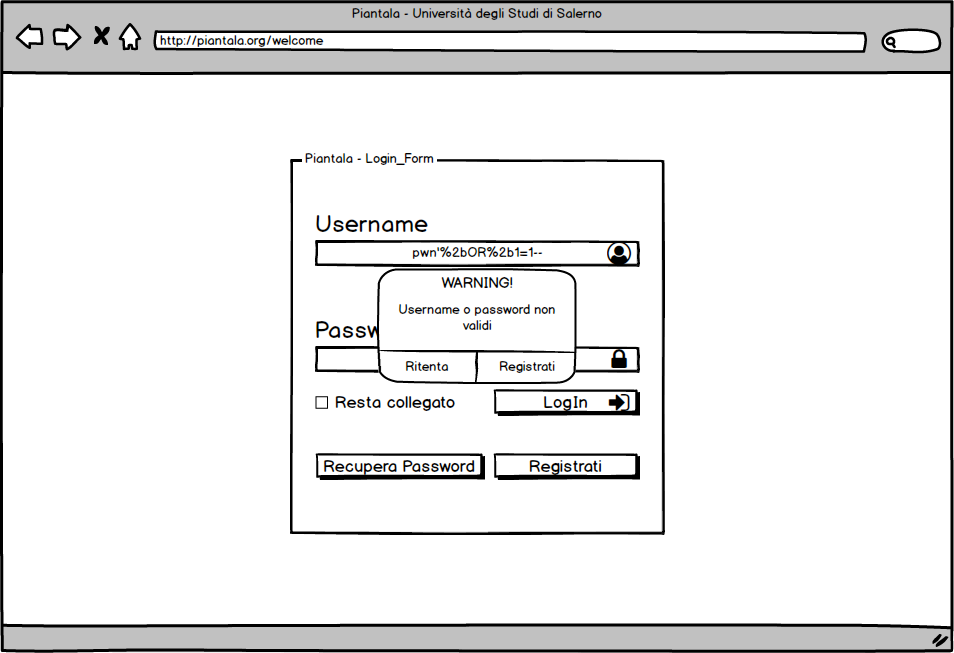 Piantala - Università degli Studi di Salerno
http://piantala.org/welcome
Piantala - Login_Form
Username
pwn'%2bOR%2b1=1--
WARNING!
Username o password non
validi
Passw
Ritenta
Registrati
Resta collegato
LogIn
Recupera Password
Registrati